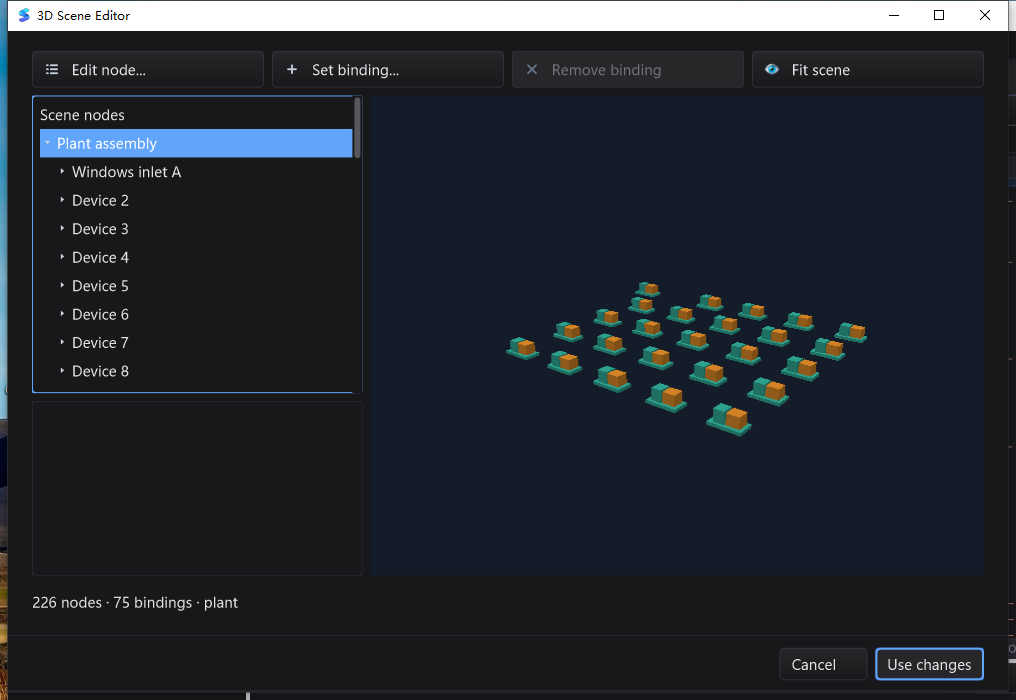 3D Scene Editor
Edit node...
Set binding...
Remove binding
Fit scene
Scene nodes
Plant assembly
Windows inlet A
Device 2
Device 3
Device 4
Device 5
Device 6
Device 7
Device 8
226 nodes · 75 bindings · plant
Cancel
Use changes